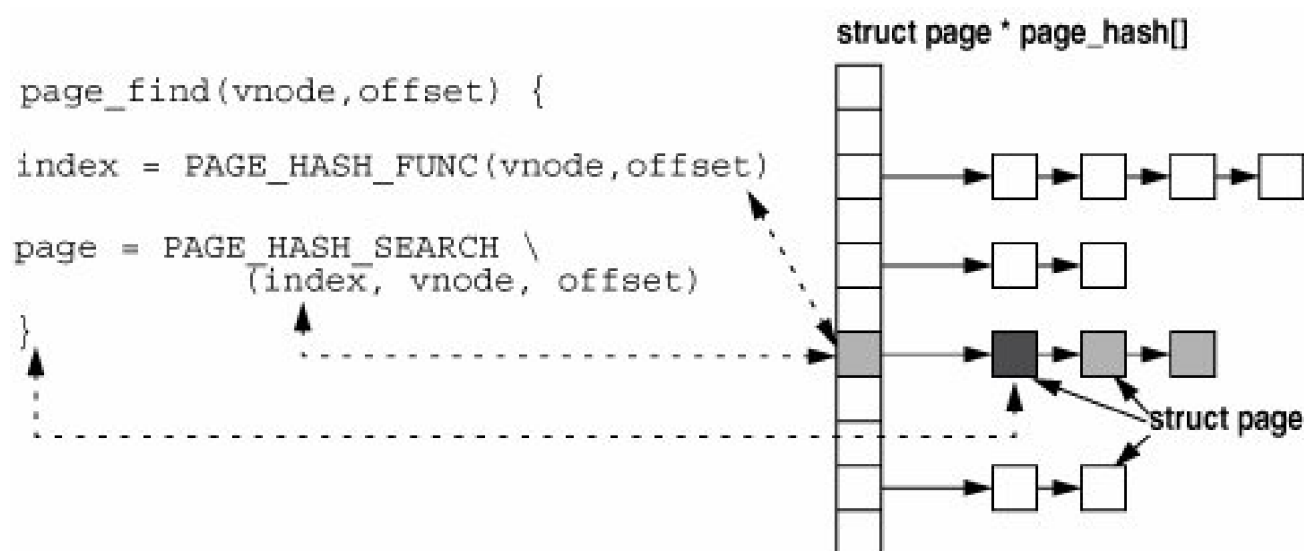 struct page * page_hash[]
page_find(vnode,offset) {
index = PAGE_HASH_FUNC(vnode,offset)
page = PAGE_HASH_SEARCH \
(index, vnode, offset)
}
struct page